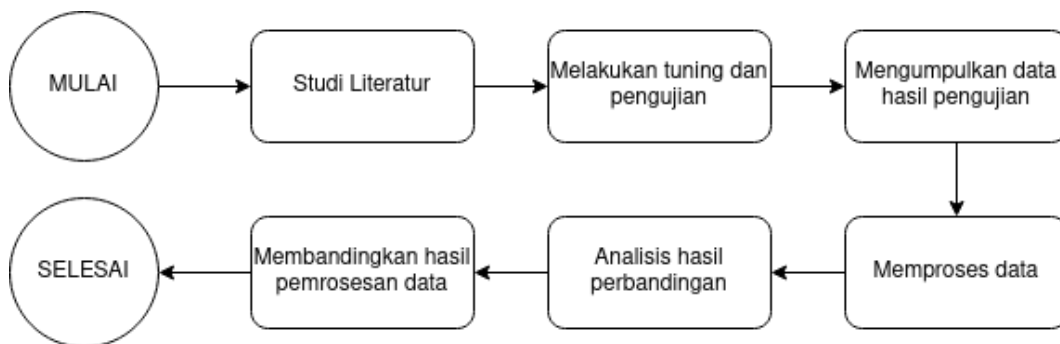 MULAI
Studi Literatur
Melakukan tuning dan
pengujian
Mengumpulkan data
hasil pengujian
Memproses data
Analisis hasil
perbandingan
Membandingkan hasil
pemrosesan data
SELESAI